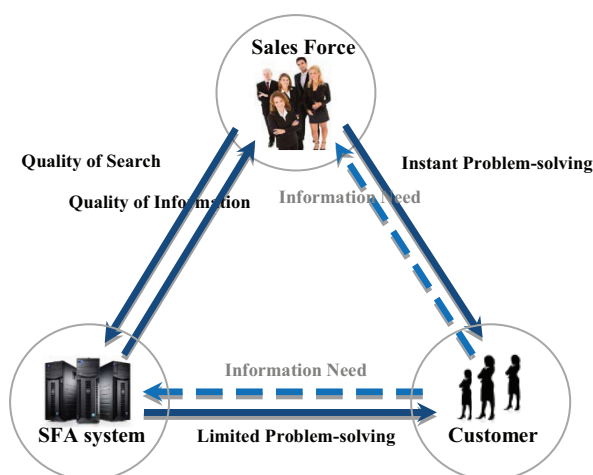 Sales Force
Quality of Search
Instant Problem-solving
Quality of Information
Information Need
Information Need
SFA system
Limited Problem-solving
Customer